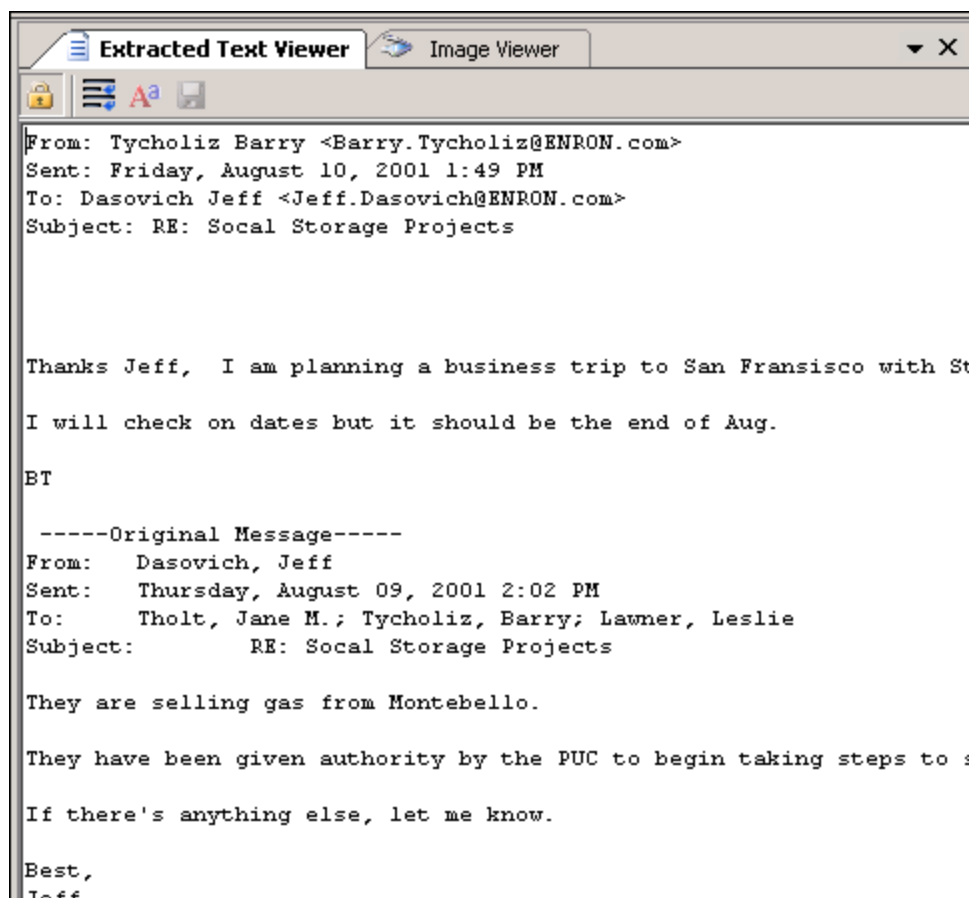 Extracted Text Viewer Image Viewer
Aa
From: Tycholiz Barry <Barry.Tycholiz@ENRON.com>
Sent: Friday, August 10, 2001 1:49 PM
To: Dasovich Jeff <Jeff.Dasovich@ENRON.com>
Subject: RE: Socal Storage Projects
Thanks Jeff,  I am planning a business trip to San Fransisco with St
I will check on dates but it should be the end of Aug.
BT
-----Original Message-----
From:   Dasovich, Jeff
Sent:   Thursday, August 09, 2001 2:02 PM
To:     Tholt, Jane M.; Tycholiz, Barry; Lawner, Leslie
Subject:        RE: Socal Storage Projects
They are selling gas from Montebello.
They have been given authority by the PUC to begin taking steps to s
If there's anything else, let me know.
Best,
Jeff